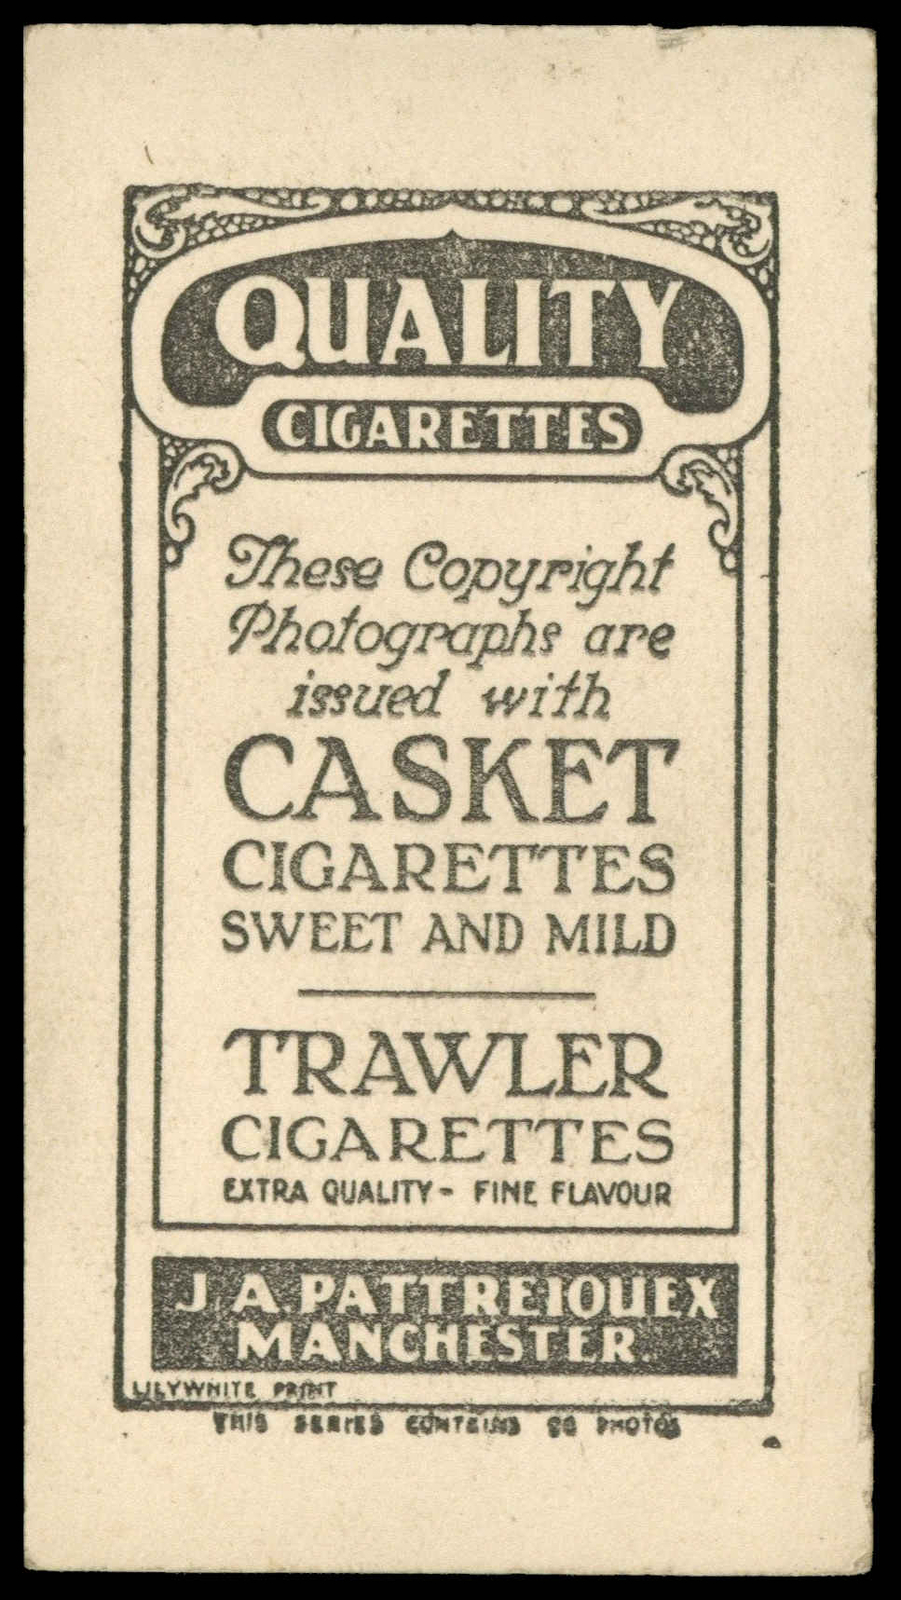 QUALITY
CIGARETTES
These Copyright
Photographs are
issued with
CASKET
CIGARETTES
SWEET AND MILD
TRAWLER
CIGARETTES
EXTRA QUALITY - FINE FLAVOUR
J. A. PATTREIOUEX
MANCHESTER.
LILYWHITE PRINT
THIS SERIES CONTAINS PHOTOS